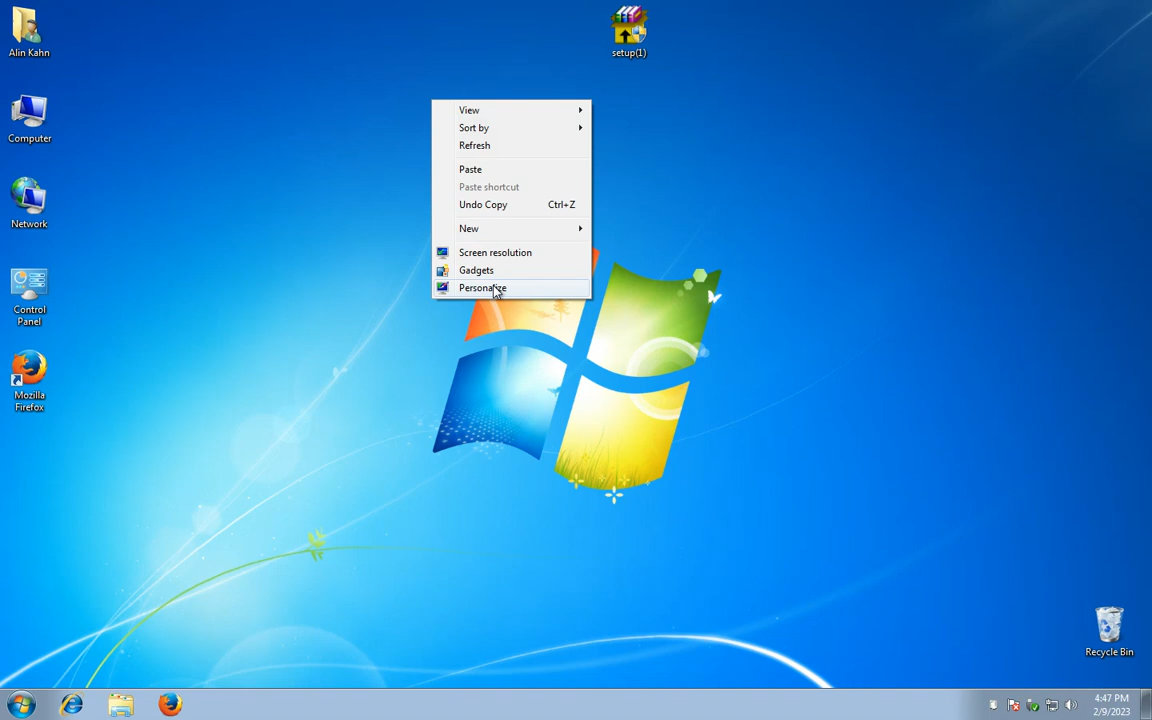 Alin Kahn
setup(1)
Computer
Network
Control
Panel
Mozilla
Firefox
View
Sort by
Refresh
Paste
Paste shortcut
Undo Copy Ctrl+Z
New
Screen resolution
Gadgets
Personalize
Recycle Bin
4:47 PM
2/9/2023